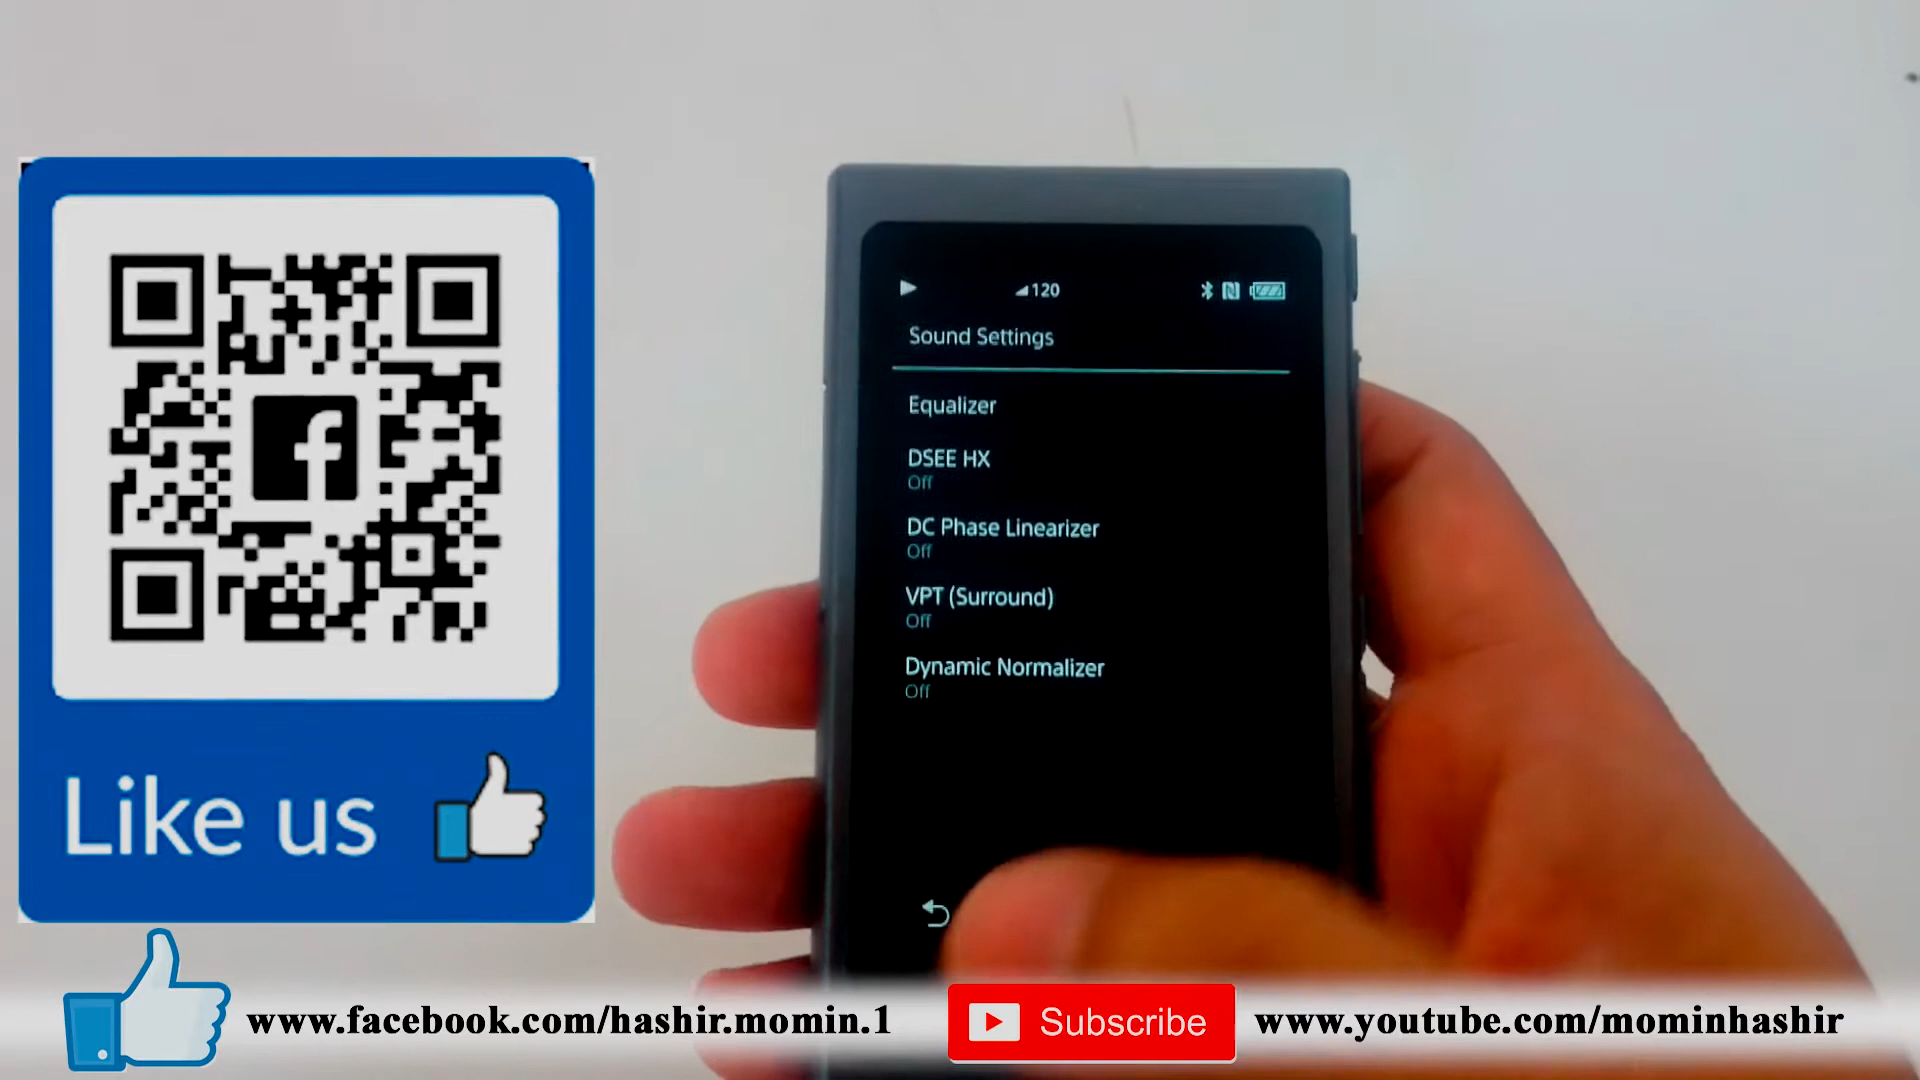 120
Sound Settings
Equalizer
DSEE HX
Off
DC Phase Linearizer
Off
VPT (Surround)
Off
Dynamic Normalizer
Off
Like us
www.facebook.com/hashir.momin.1
Subscribe
www.youtube.com/mominhashir